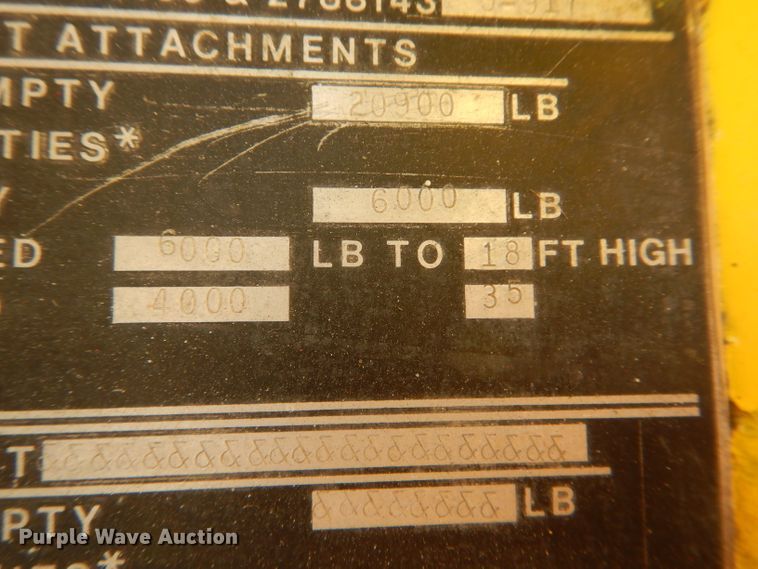 & 2786143
T ATTACHMENTS
MPTY 20900 LB
TIES*
Y 6000 LB
ED 6000 LB TO 18 FT HIGH
4000 35
T &&&&&&&&&&&&&&&&&&&&
PTY &&&&&&&&& LB
Purple Wave Auction®